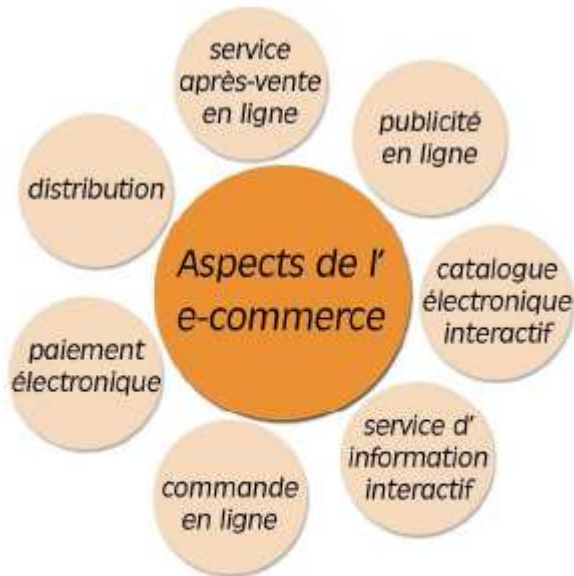 service
après-vente
en ligne
publicité
en ligne
distribution
Aspects de l'
e-commerce
catalogue
électronique
interactif
paiement
électronique
service d'
information
interactif
commande
en ligne